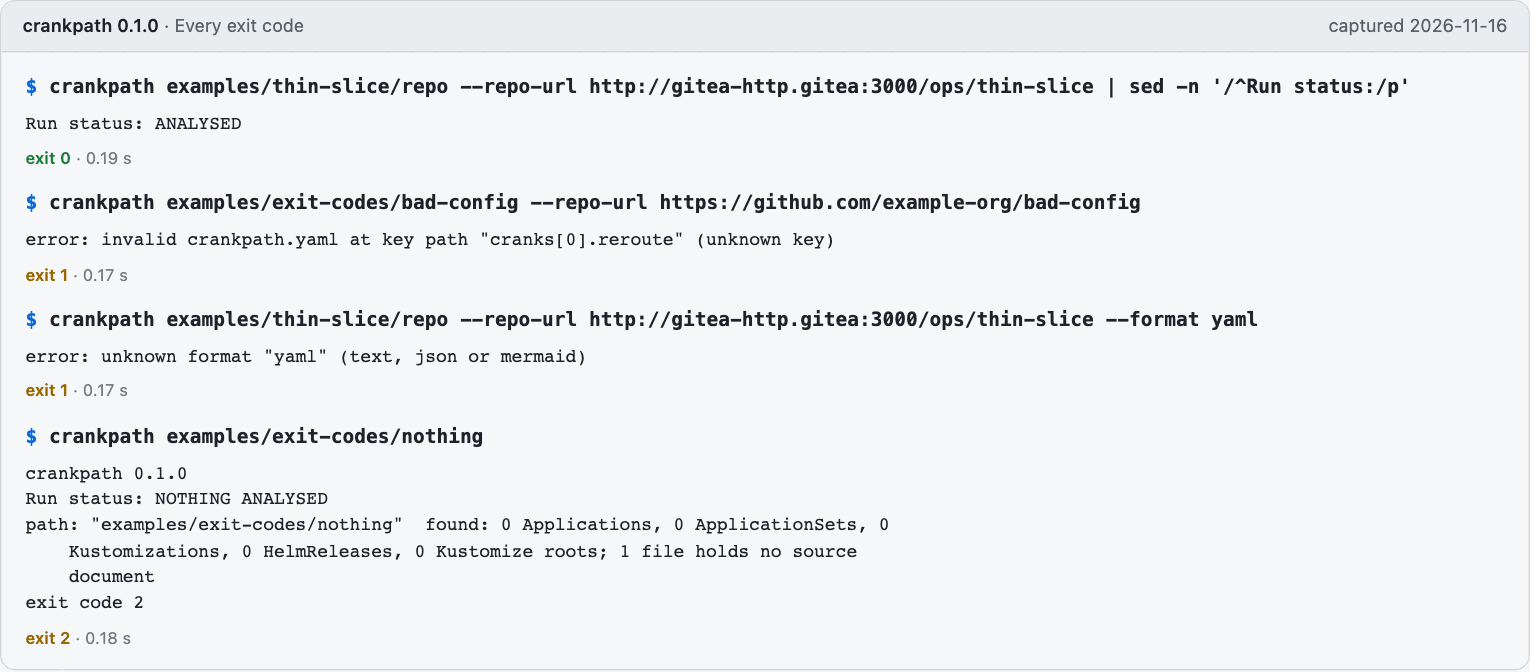 crankpath 0.1.0 · Every exit code
captured 2026-11-16
$ crankpath examples/thin-slice/repo --repo-url http://gitea-http.gitea:3000/ops/thin-slice | sed -n '/^Run status:/p'
Run status: ANALYSED
exit 0 · 0.19 s
$ crankpath examples/exit-codes/bad-config --repo-url https://github.com/example-org/bad-config
error: invalid crankpath.yaml at key path "cranks[0].reroute" (unknown key)
exit 1 · 0.17 s
$ crankpath examples/thin-slice/repo --repo-url http://gitea-http.gitea:3000/ops/thin-slice --format yaml
error: unknown format "yaml" (text, json or mermaid)
exit 1 · 0.17 s
$ crankpath examples/exit-codes/nothing
crankpath 0.1.0
Run status: NOTHING ANALYSED
path: "examples/exit-codes/nothing"  found: 0 Applications, 0 ApplicationSets, 0
    Kustomizations, 0 HelmReleases, 0 Kustomize roots; 1 file holds no source
    document
exit code 2
exit 2 · 0.18 s